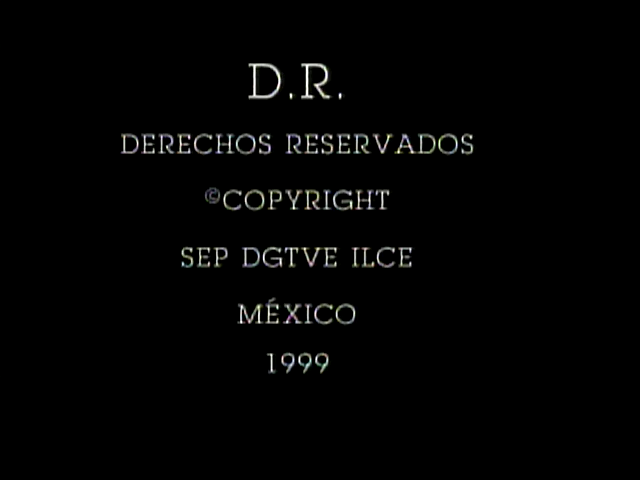 D.R.
DERECHOS RESERVADOS
©COPYRIGHT
SEP DGTVE ILCE
MÉXICO
1999